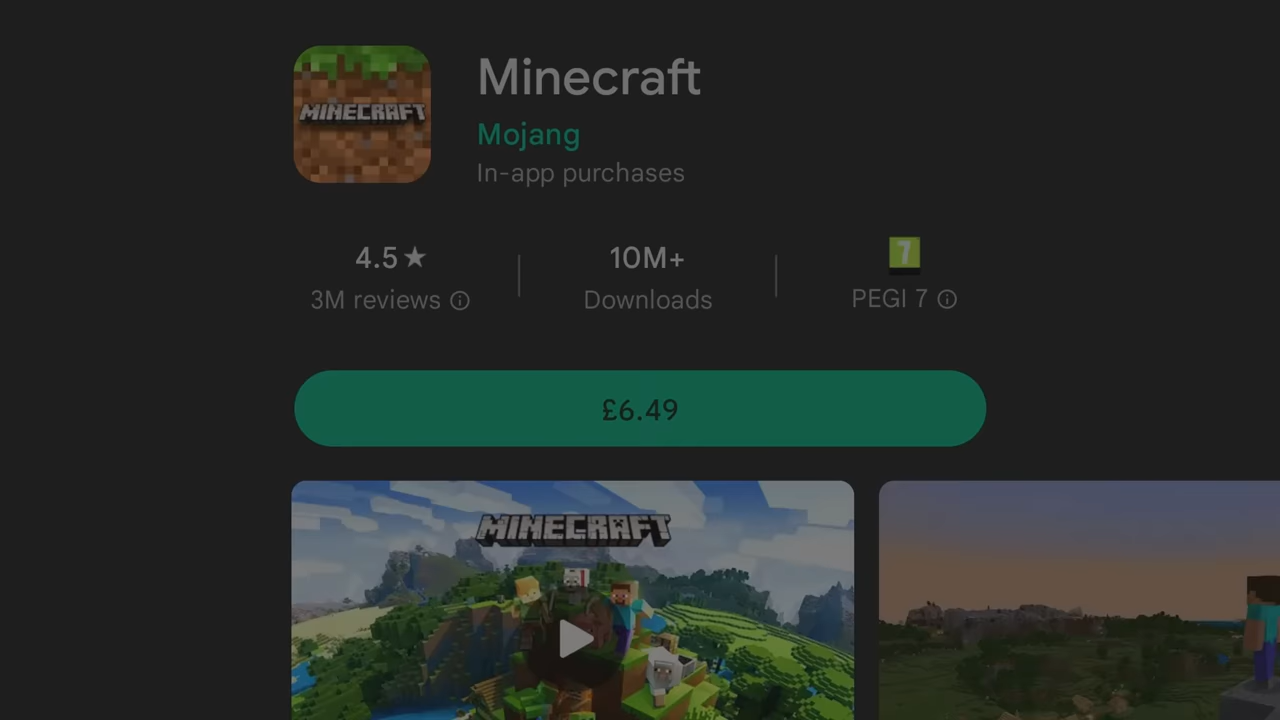 MINECRAFT
Minecraft
Mojang
In-app purchases
4.5★
3M reviews
10M+
Downloads
7
PEGI 7
£6.49
MINECRAFT